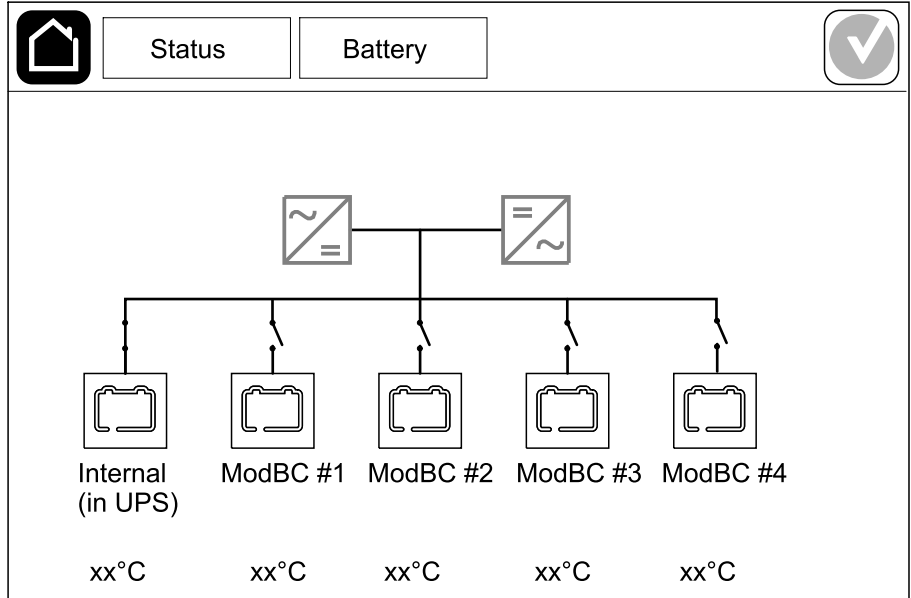 Status
Battery
Internal
(in UPS)
ModBC #1
ModBC #2
ModBC #3
ModBC #4
xx°C
xx°C
xx°C
xx°C
xx°C